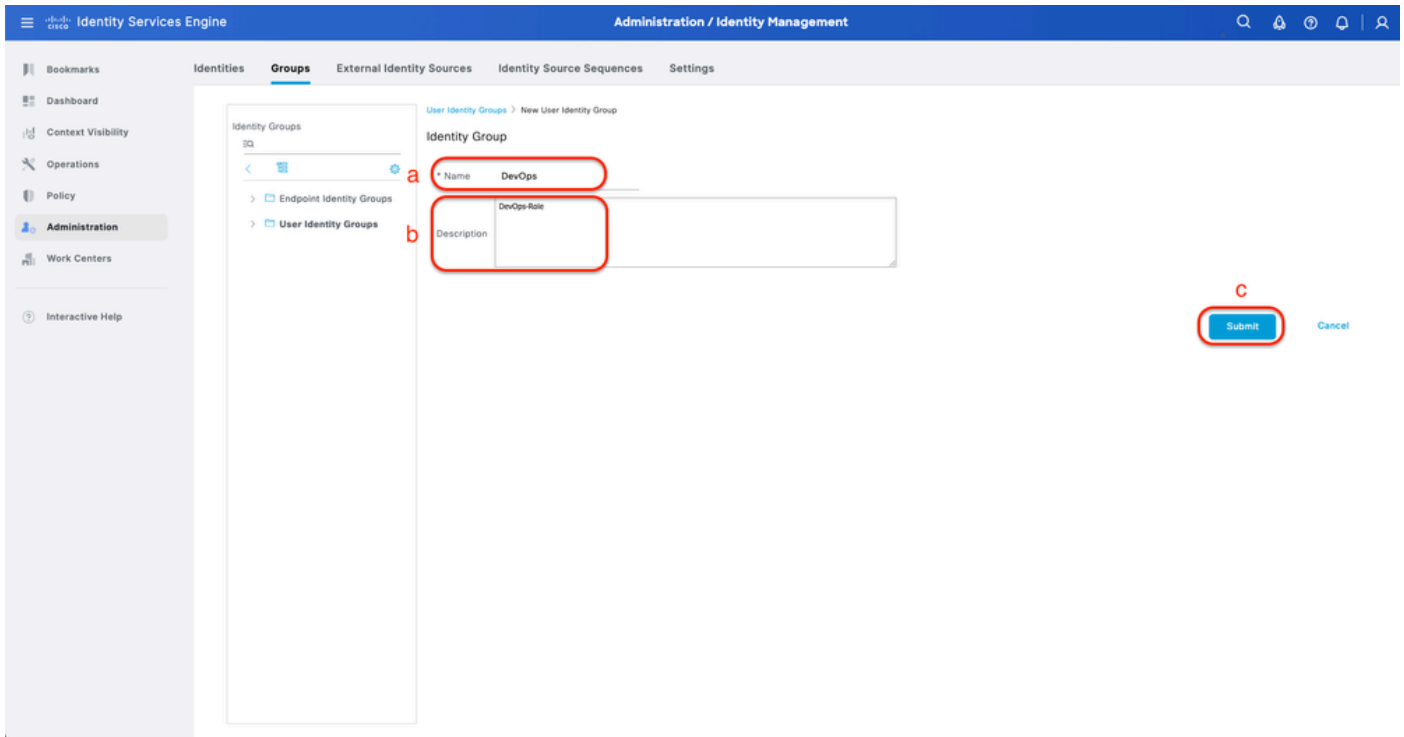 cisco Identity Services Engine
Administration / Identity Management
Bookmarks
Dashboard
Context Visibility
Operations
Policy
Administration
Work Centers
Interactive Help
Identities Groups External Identity Sources Identity Source Sequences Settings
Identity Groups
Endpoint Identity Groups
User Identity Groups
User Identity Groups > New User Identity Group
Identity Group
a
* Name DevOps
b
Description DevOps-Role
c
Submit Cancel